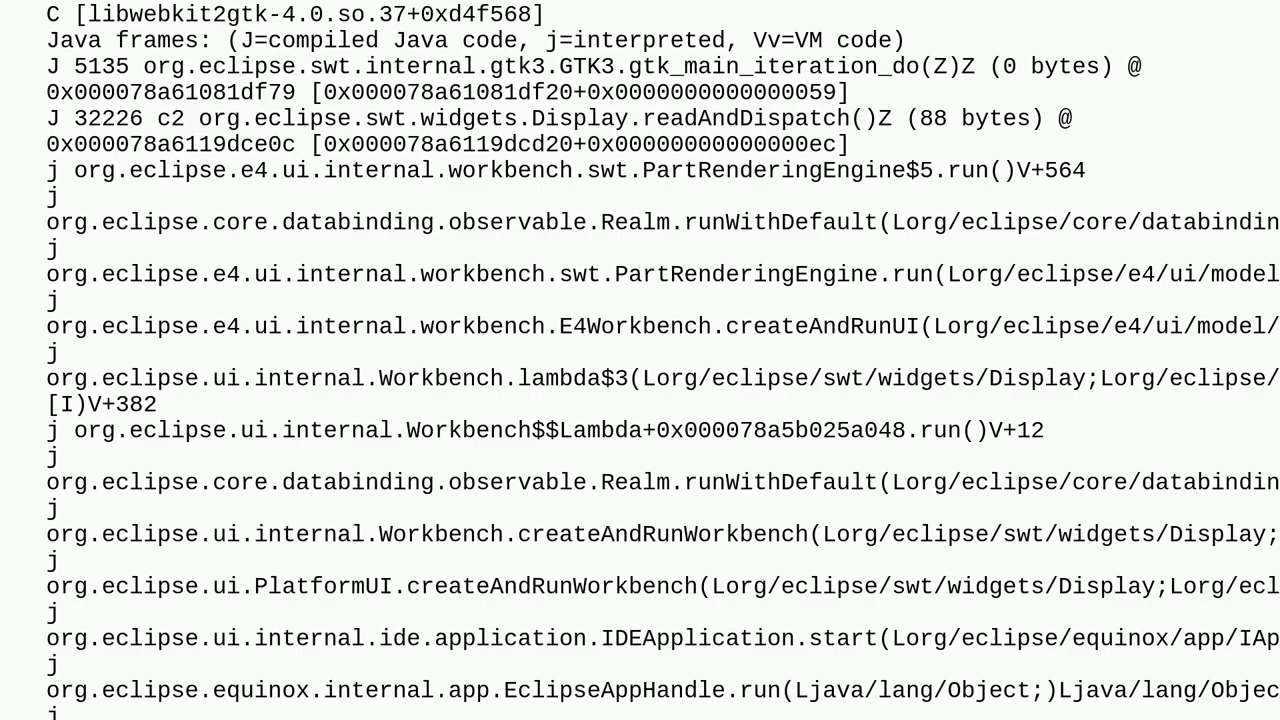 C [libwebkit2gtk-4.0.so.37+0xd4f568]
Java frames: (J=compiled Java code, j=interpreted, Vv=VM code)
J 5135 org.eclipse.swt.internal.gtk3.GTK3.gtk_main_iteration_do(Z)Z (0 bytes) @
0x000078a61081df79 [0x000078a61081df20+0x0000000000000059]
J 32226 c2 org.eclipse.swt.widgets.Display.readAndDispatch()Z (88 bytes) @
0x000078a6119dce0c [0x000078a6119dcd20+0x00000000000000ec]
j org.eclipse.e4.ui.internal.workbench.swt.PartRenderingEngine$5.run()V+564
j
org.eclipse.core.databinding.observable.Realm.runWithDefault(Lorg/eclipse/core/databindin
j
org.eclipse.e4.ui.internal.workbench.swt.PartRenderingEngine.run(Lorg/eclipse/e4/ui/model
j
org.eclipse.e4.ui.internal.workbench.E4Workbench.createAndRunUI(Lorg/eclipse/e4/ui/model/
j
org.eclipse.ui.internal.Workbench.lambda$3(Lorg/eclipse/swt/widgets/Display;Lorg/eclipse/
[I)V+382
j org.eclipse.ui.internal.Workbench$$Lambda+0x000078a5b025a048.run()V+12
j
org.eclipse.core.databinding.observable.Realm.runWithDefault(Lorg/eclipse/core/databindin
j
org.eclipse.ui.internal.Workbench.createAndRunWorkbench(Lorg/eclipse/swt/widgets/Display;
j
org.eclipse.ui.PlatformUI.createAndRunWorkbench(Lorg/eclipse/swt/widgets/Display;Lorg/ecl
j
org.eclipse.ui.internal.ide.application.IDEApplication.start(Lorg/eclipse/equinox/app/IAp
j
org.eclipse.equinox.internal.app.EclipseAppHandle.run(Ljava/lang/Object;)Ljava/lang/Objec
j